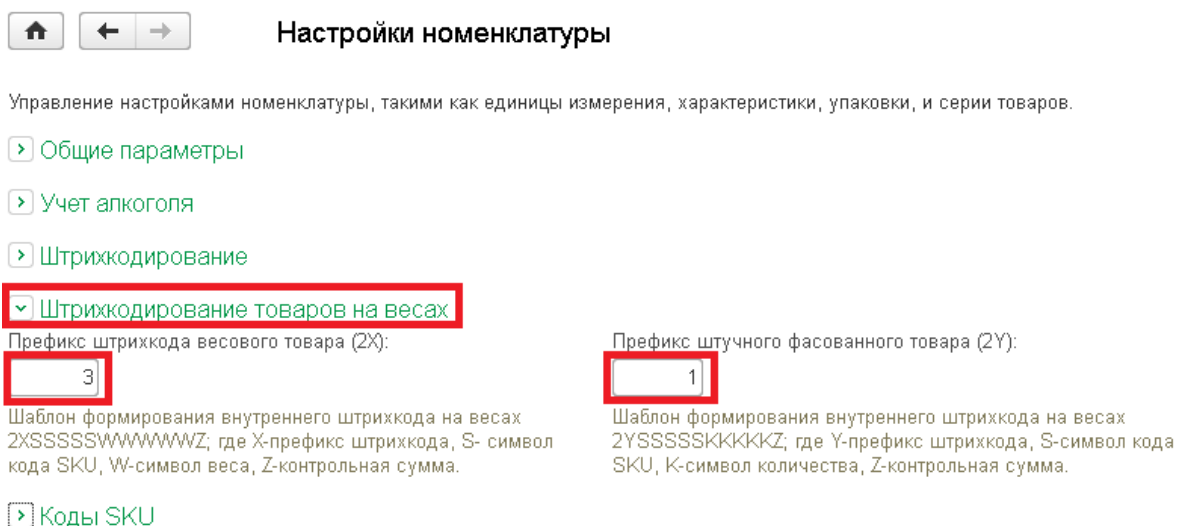 Настройки номенклатуры
Управление настройками номенклатуры, такими как единицы измерения, характеристики, упаковки, и серии товаров.
Общие параметры
Учет алкоголя
Штрихкодирование
Штрихкодирование товаров на весах
Префикс штрихкода весового товара (2X):
3
Шаблон формирования внутреннего штрихкода на весах
2XSSSSSWWWWWZ; где X-префикс штрихкода, S- символ
кода SKU, W-символ веса, Z-контрольная сумма.
Префикс штучного фасованного товара (2Y):
1
Шаблон формирования внутреннего штрихкода на весах
2YSSSSSKKKKKZ; где Y-префикс штрихкода, S-символ кода
SKU, K-символ количества, Z-контрольная сумма.
Коды SKU